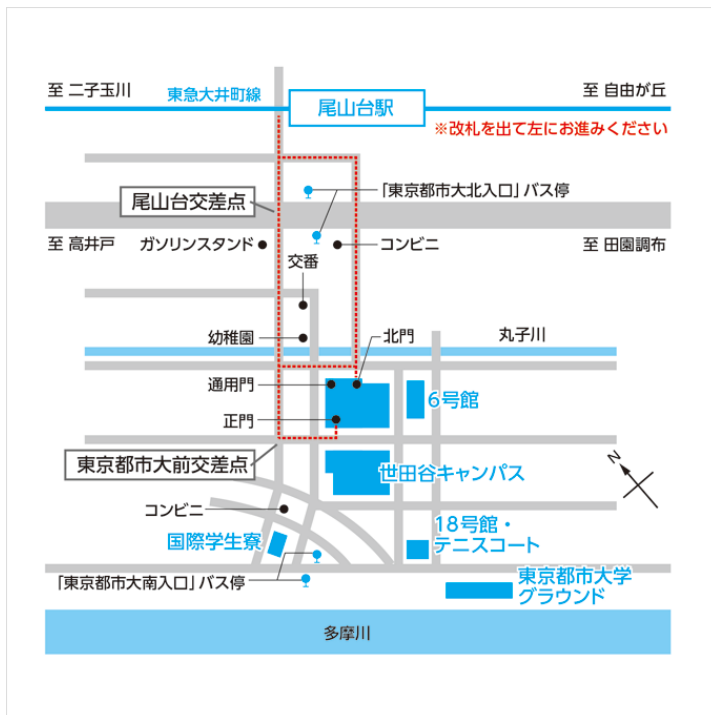 至 二子玉川
東急大井町線
尾山台駅
至 自由が丘
※改札を出て左にお進みください
「東京都市大北入口」バス停
尾山台交差点
至 高井戸
ガソリンスタンド
コンビニ
至 田園調布
交番
幼稚園
北門
丸子川
通用門
6号館
正門
東京都市大前交差点
世田谷キャンパス
N
コンビニ
国際学生寮
18号館・
テニスコート
「東京都市大南入口」バス停
東京都市大学
グラウンド
多摩川